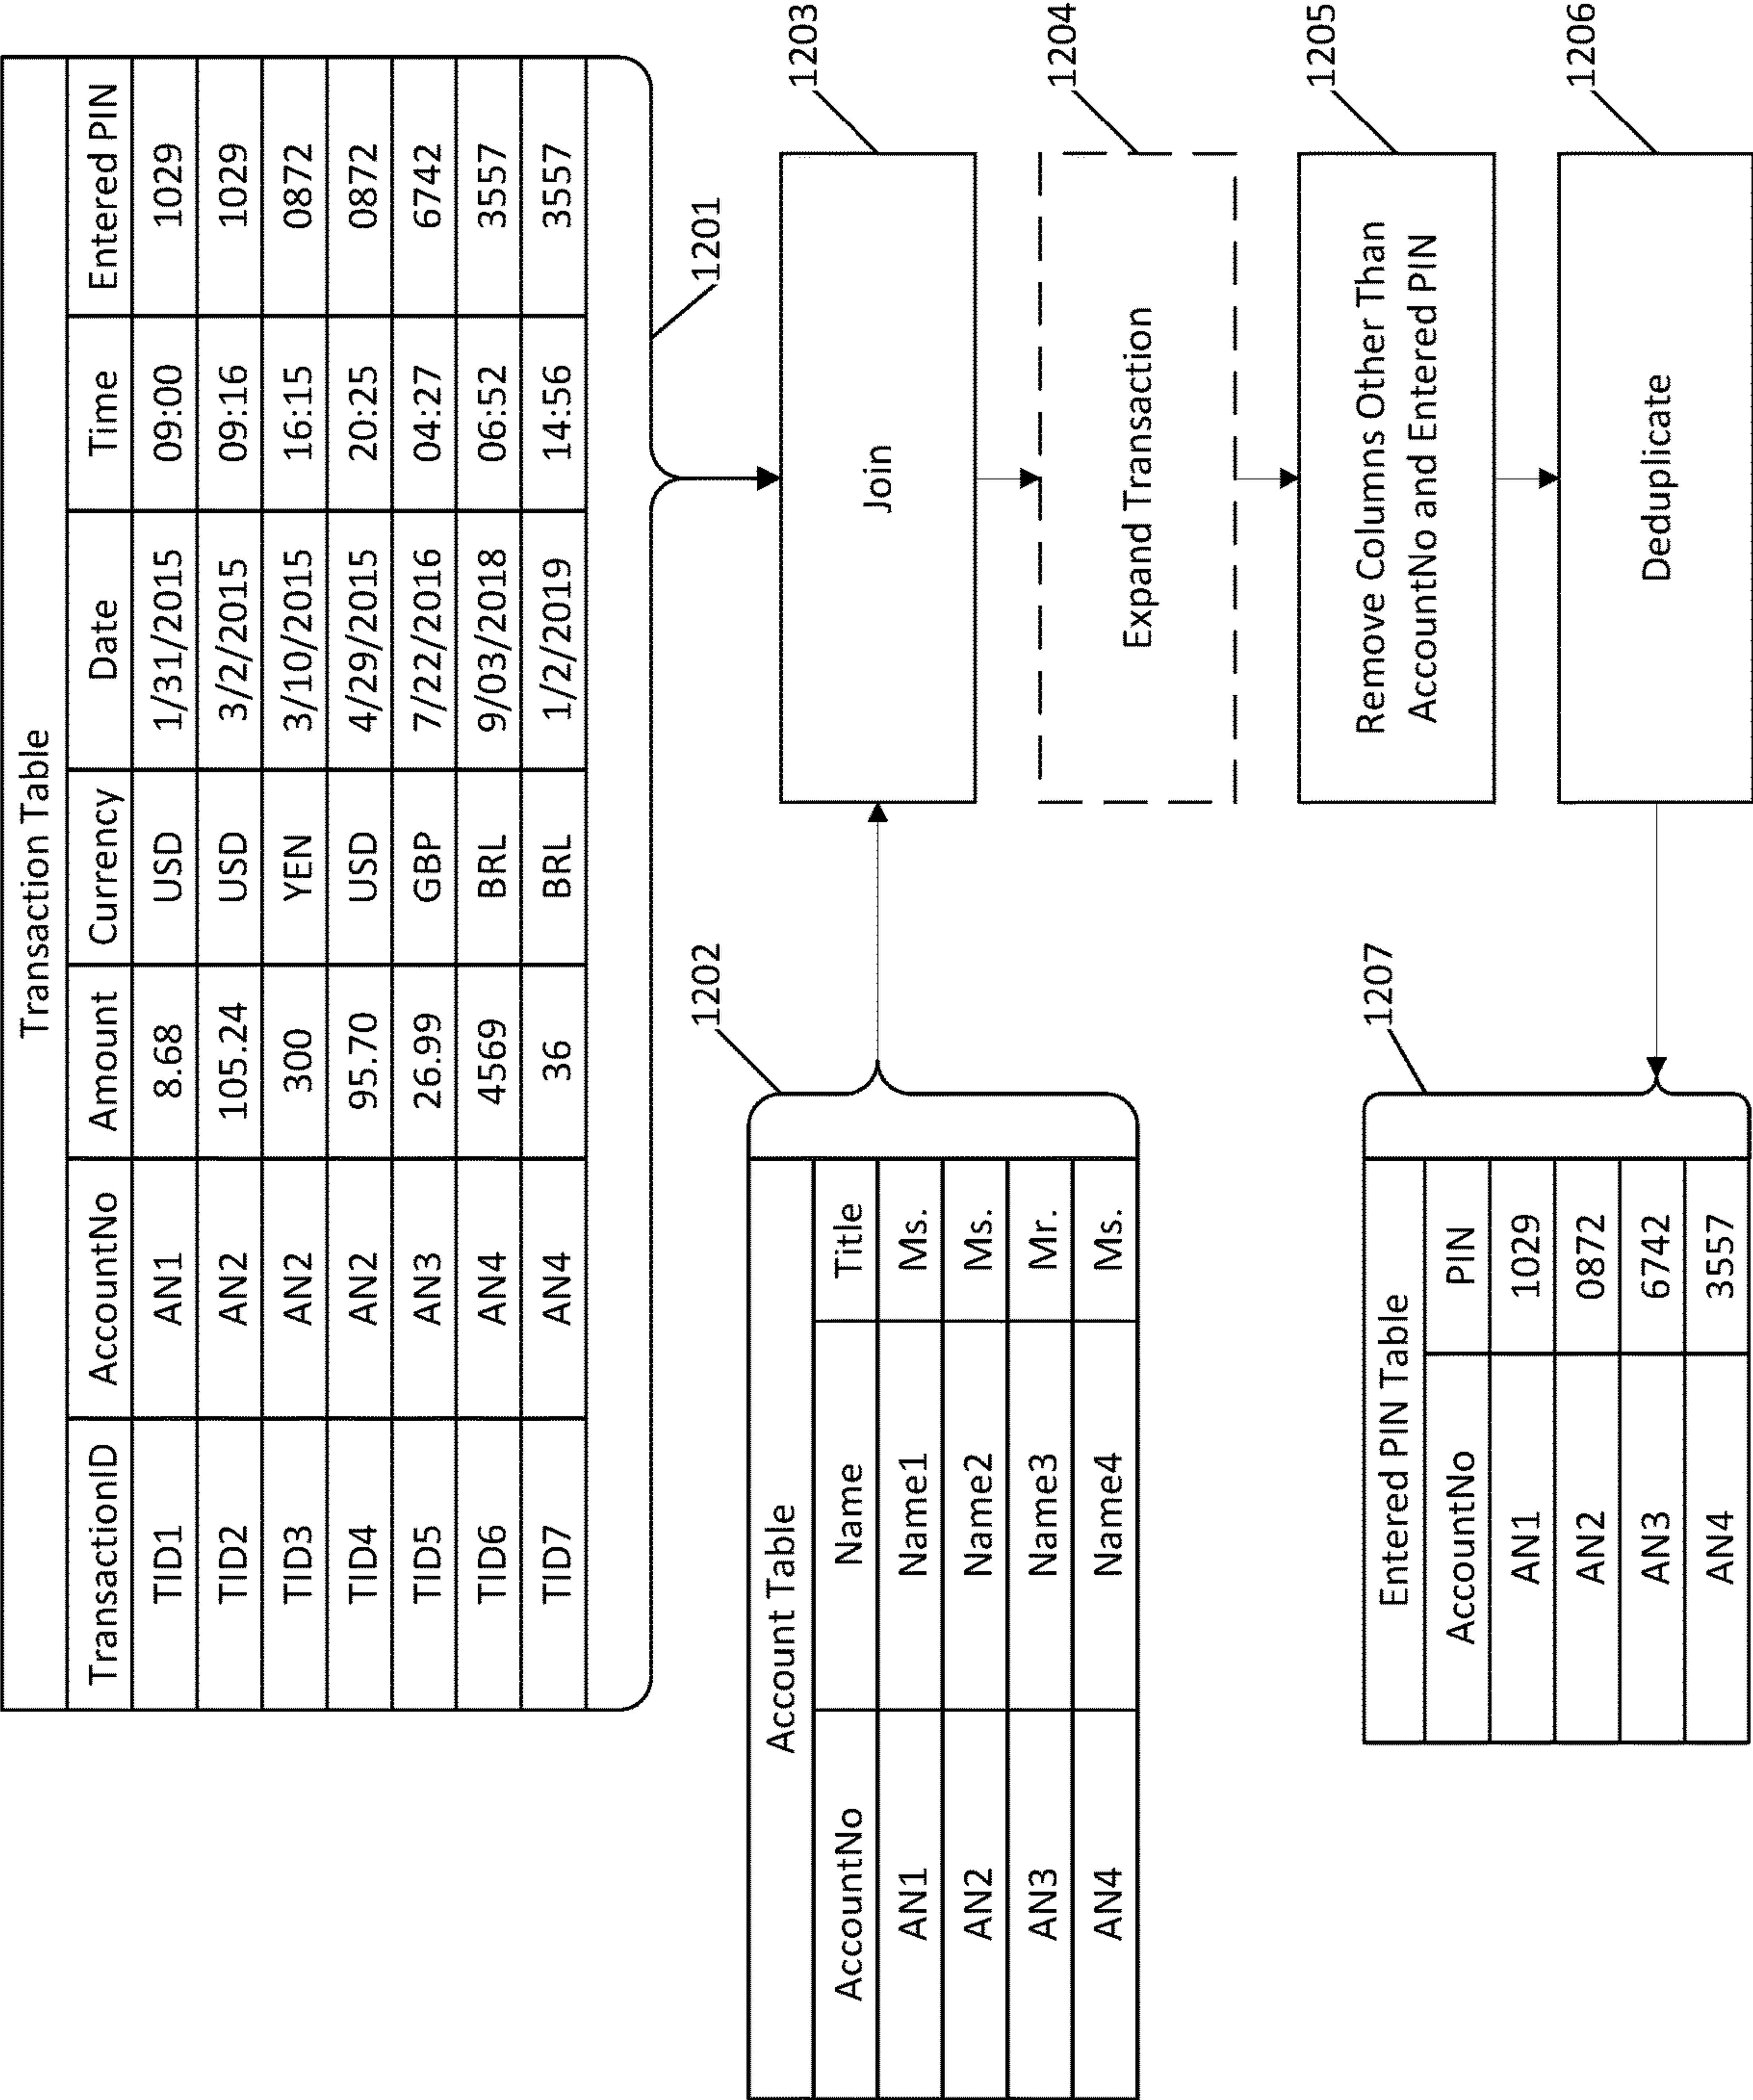 Transaction Table
TransactionID AccountNo Amount Currency Date Time Entered PIN
TID1 AN1 8.68 USD 1/31/2015 09:00 1029
TID2 AN2 105.24 USD 3/2/2015 09:16 1029
TID3 AN2 300 YEN 3/10/2015 16:15 0872
TID4 AN2 95.70 USD 4/29/2015 20:25 0872
TID5 AN3 26.99 GBP 7/22/2016 04:27 6742
TID6 AN4 4569 BRL 9/03/2018 06:52 3557
TID7 AN4 36 BRL 1/2/2019 14:56 3557
1201
1202
Account Table
AccountNo Name Title
AN1 Name1 Ms.
AN2 Name2 Ms.
AN3 Name3 Mr.
AN4 Name4 Ms.
1203
Join
1204
Expand Transaction
1205
Remove Columns Other Than
AccountNo and Entered PIN
1206
Deduplicate
1207
Entered PIN Table
AccountNo PIN
AN1 1029
AN2 0872
AN3 6742
AN4 3557